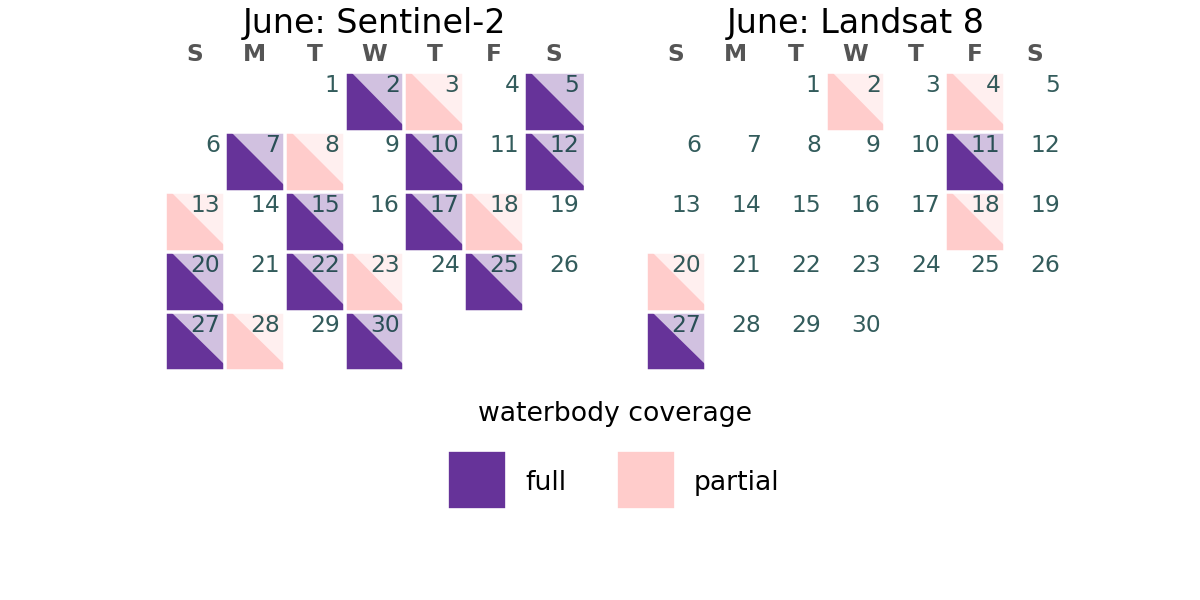 June: Sentinel-2
S M T W T F S
1 2 3 4 5
6 7 8 9 10 11 12
13 14 15 16 17 18 19
20 21 22 23 24 25 26
27 28 29 30
June: Landsat 8
S M T W T F S
1 2 3 4 5
6 7 8 9 10 11 12
13 14 15 16 17 18 19
20 21 22 23 24 25 26
27 28 29 30
waterbody coverage
full partial